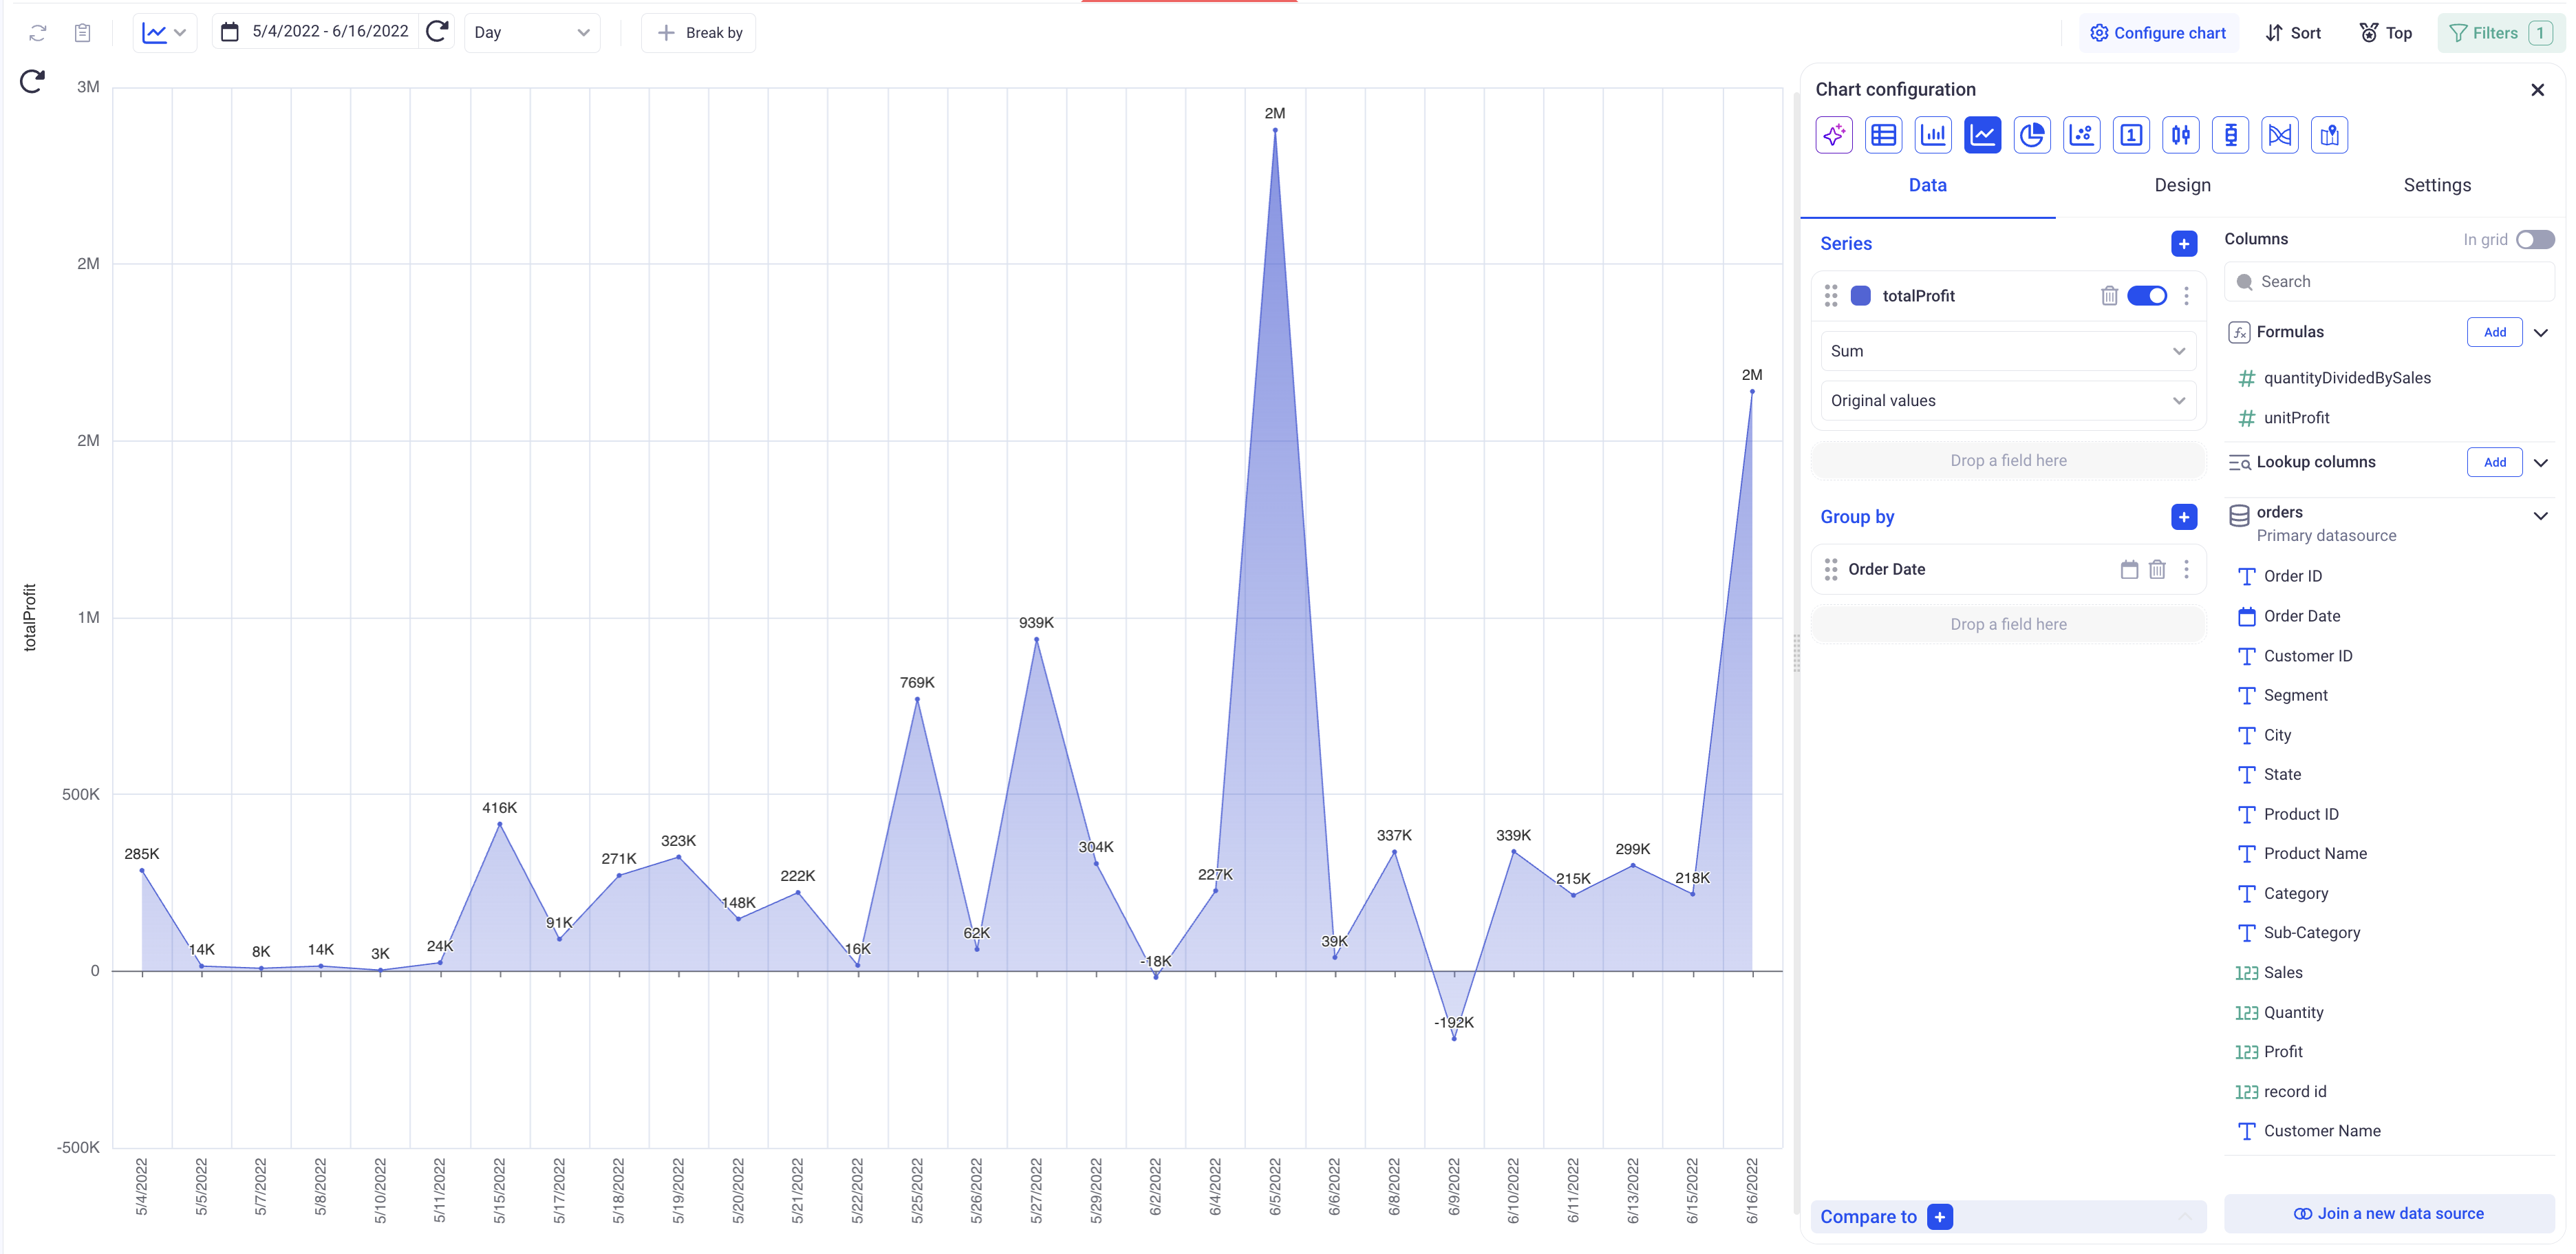 5/4/2022 - 6/16/2022
Day
Break by
Configure chart
Sort
Top
Filters 1
3M
2M
2M
1M
500K
0
-500K
totalProfit
285K
14K
8K
14K
3K
24K
416K
91K
271K
323K
148K
222K
16K
769K
62K
939K
304K
-18K
227K
2M
39K
337K
-192K
339K
215K
299K
218K
2M
5/4/2022
5/5/2022
5/7/2022
5/8/2022
5/10/2022
5/11/2022
5/15/2022
5/17/2022
5/18/2022
5/19/2022
5/20/2022
5/21/2022
5/22/2022
5/25/2022
5/26/2022
5/27/2022
5/29/2022
6/2/2022
6/4/2022
6/5/2022
6/6/2022
6/8/2022
6/9/2022
6/10/2022
6/11/2022
6/13/2022
6/15/2022
6/16/2022
Chart configuration
1
Data
Design
Settings
Series
totalProfit
Sum
Original values
Drop a field here
Group by
Order Date
Drop a field here
Compare to
Columns
In grid
Search
fx Formulas
Add
# quantityDividedBySales
# unitProfit
Lookup columns
Add
orders
Primary datasource
T Order ID
Order Date
T Customer ID
T Segment
T City
T State
T Product ID
T Product Name
T Category
T Sub-Category
123 Sales
123 Quantity
123 Profit
123 record id
T Customer Name
Join a new data source